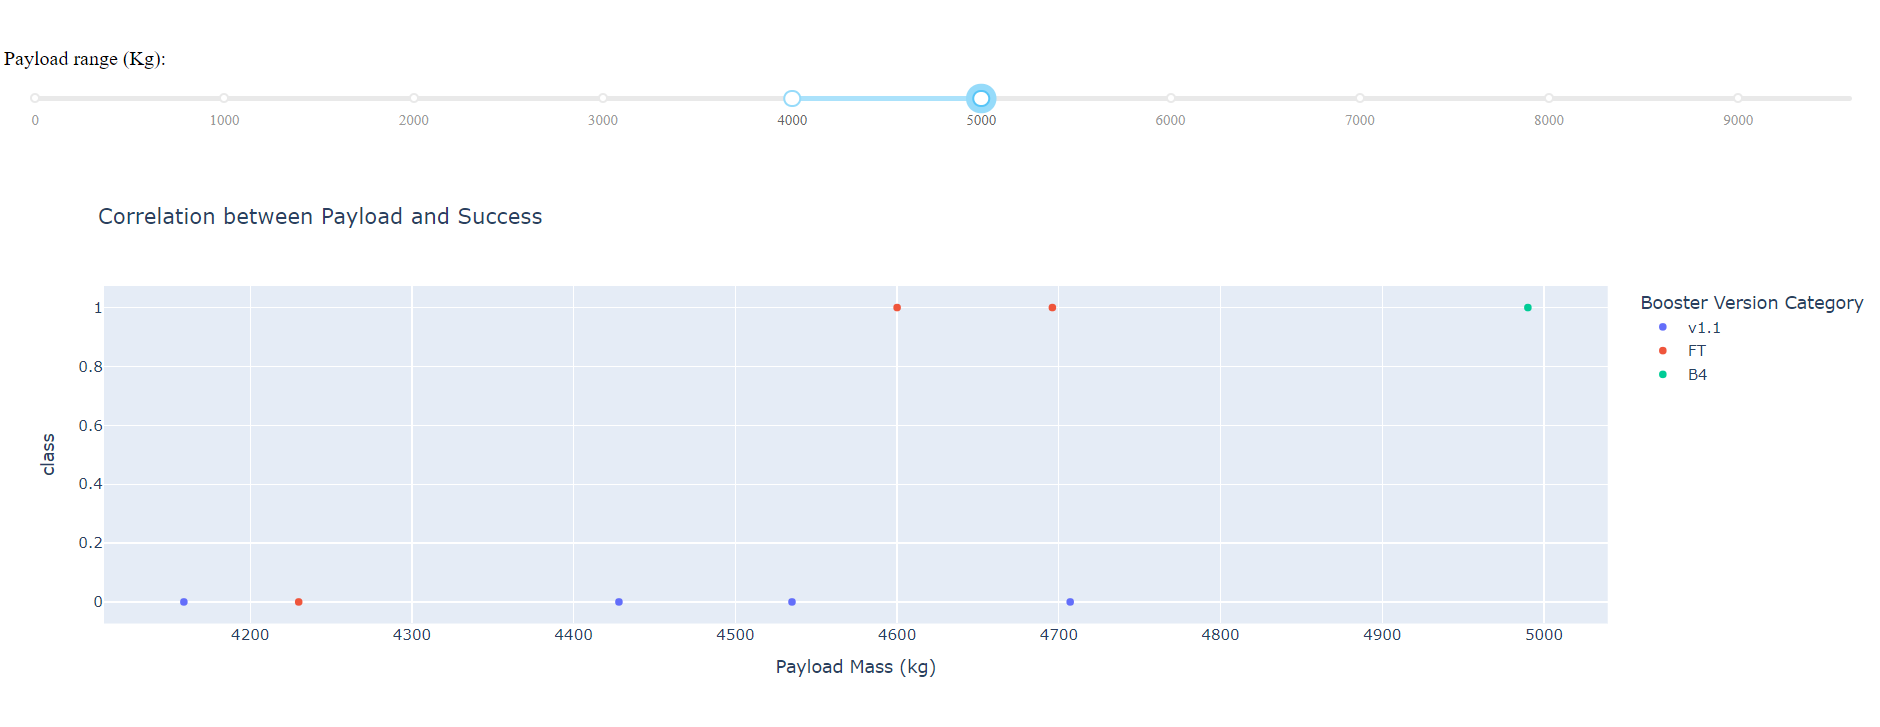 Payload range (Kg):
0 1000 2000 3000 4000 5000 6000 7000 8000 9000
Correlation between Payload and Success
Booster Version Category
v1.1
FT
B4
1
0.8
0.6
0.4
0.2
0
class
4200 4300 4400 4500 4600 4700 4800 4900 5000
Payload Mass (kg)